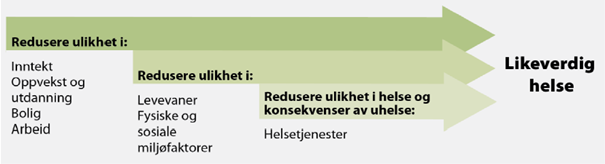 Redusere ulikhet i:
Inntekt
Oppvekst og
utdanning
Bolig
Arbeid
Redusere ulikhet i:
Levevaner
Fysiske og
sosiale
miljøfaktorer
Redusere ulikhet i helse og
konsekvenser av uhelse:
Helsetjenester
Likeverdig
helse